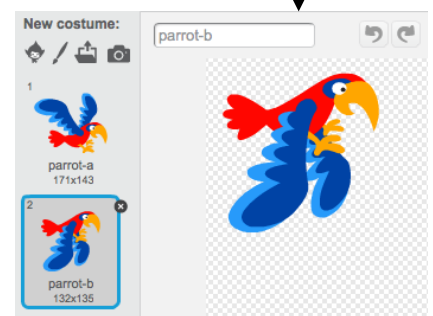 New costume:
parrot-b
1
parrot-a
171x143
2
parrot-b
132x135